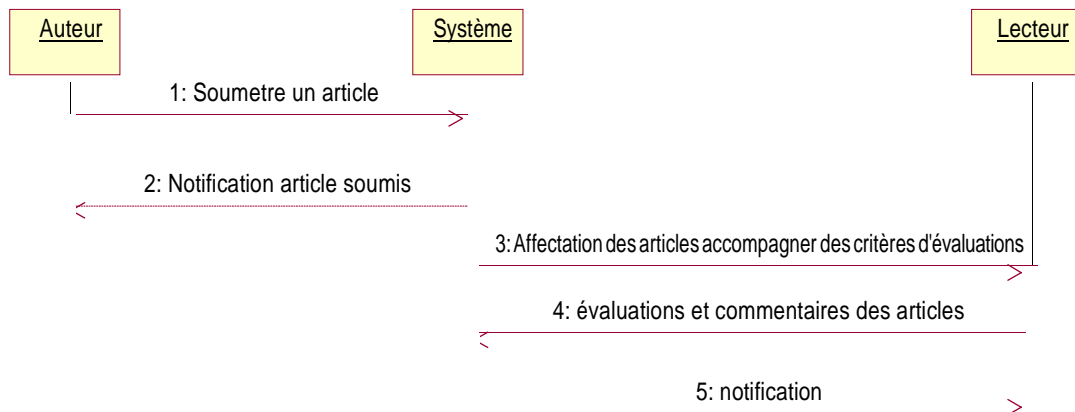 Auteur
Système
Lecteur
1: Soumetre un article
2: Notification article soumis
3: Affectation des articles accompagner des critères d'évaluations
4: évaluations et commentaires des articles
5: notification